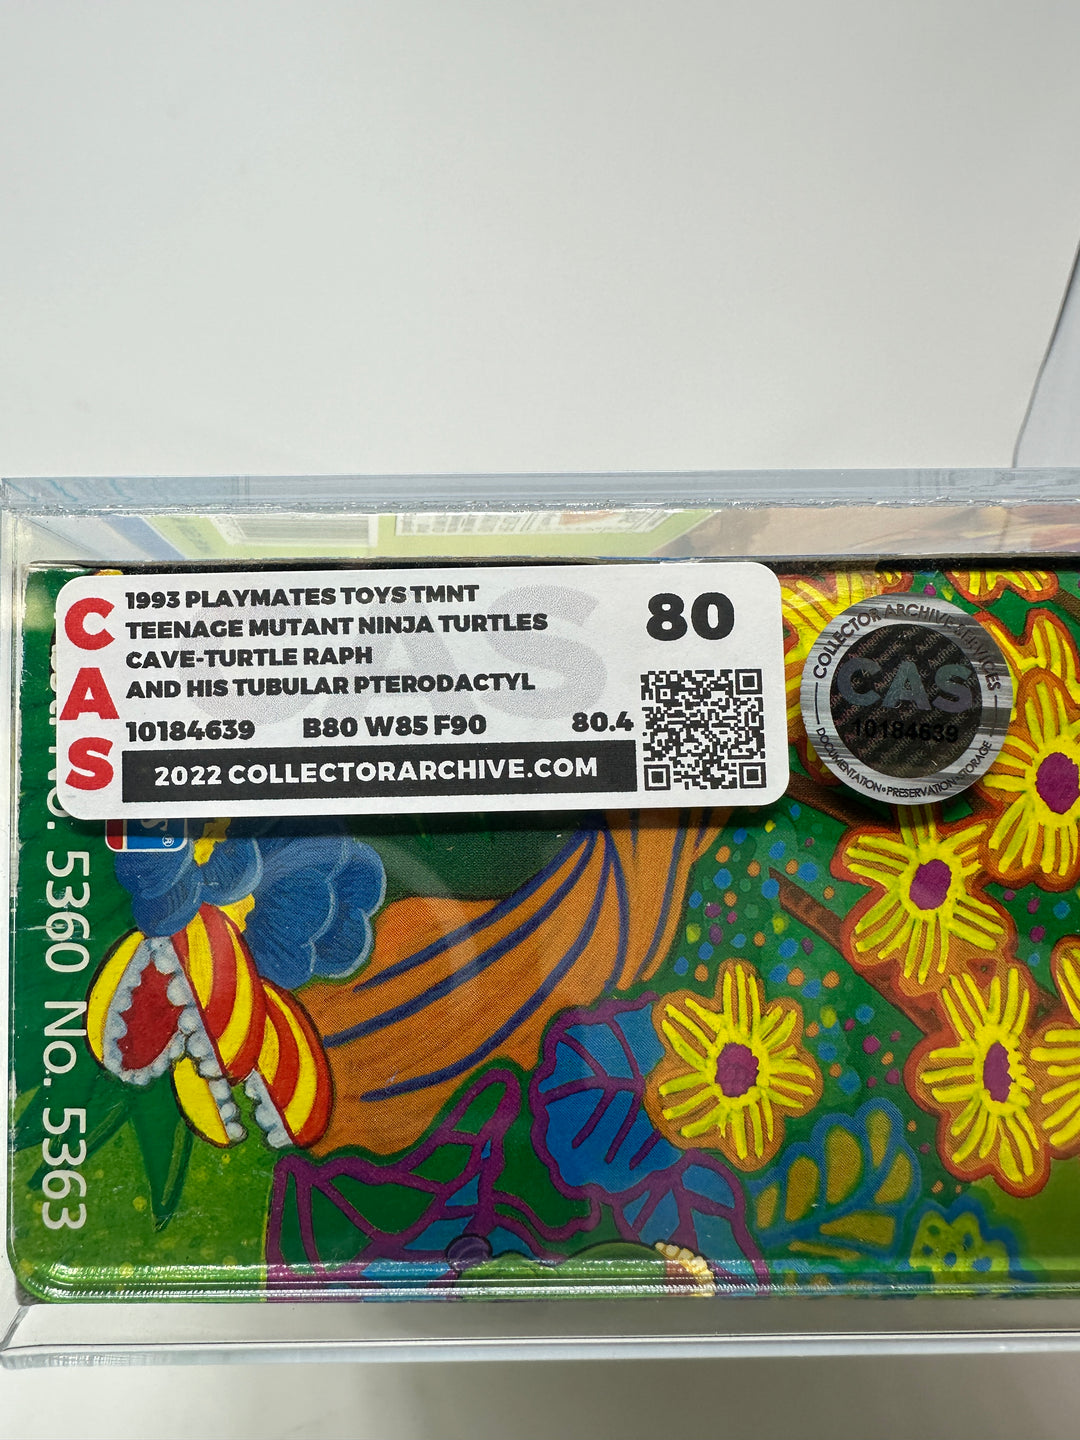 CAS
1993 PLAYMATES TOYS TMNT
TEENAGE MUTANT NINJA TURTLES
CAVE-TURTLE RAPH
AND HIS TUBULAR PTERODACTYL
10184639 B80 W85 F90 80.4
2022 COLLECTORARCHIVE.COM
80
CAS
COLLECTOR ARCHIVE SERVICES
CAS
10184639
DOCUMENTATION • PRESERVATION • STORAGE
No. 5360 No. 5363